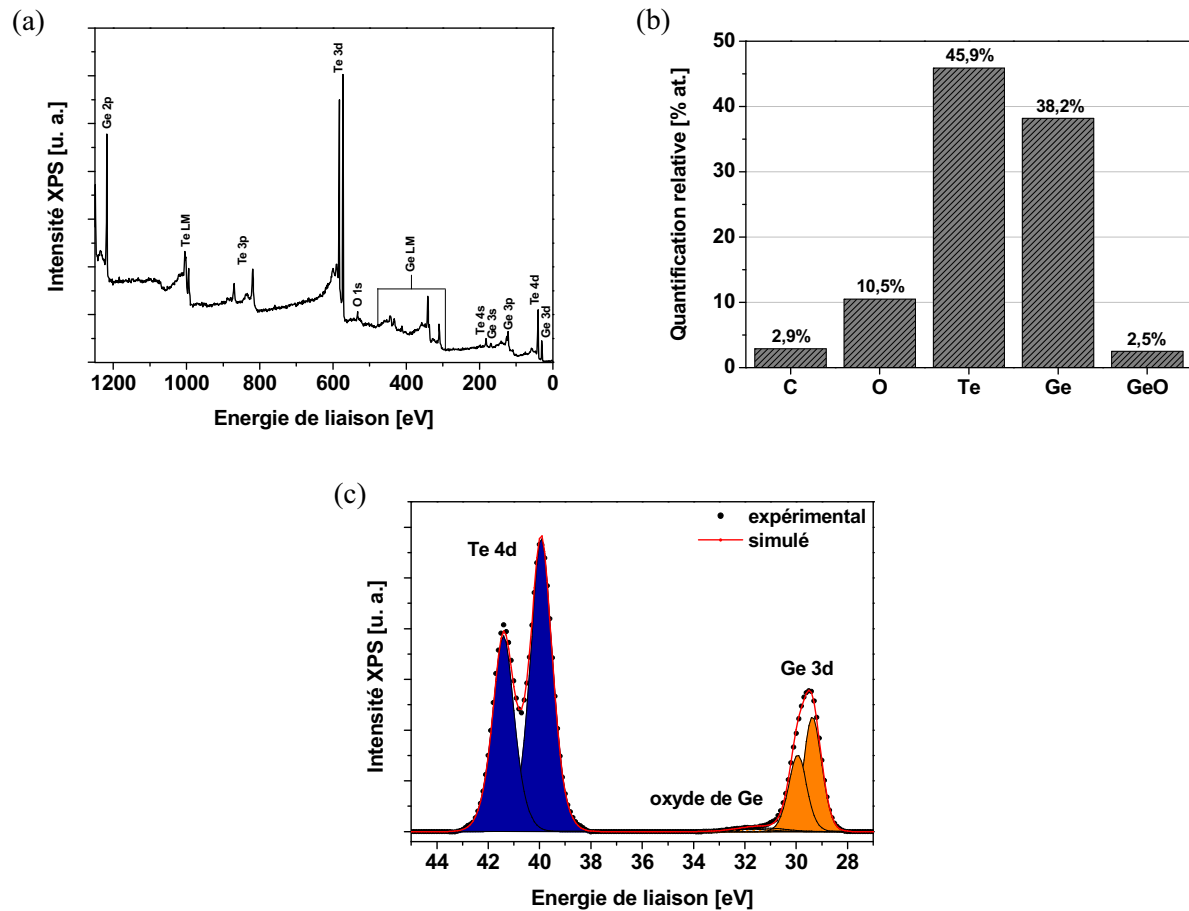 (a)
Intensité XPS [u. a.]
Ge 2p
Te LM
Te 3p
Te 3d
O 1s
Ge LM
Te 4s
Ge 3s
Ge 3p
Te 4d
Ge 3d
1200 1000 800 600 400 200 0
Energie de liaison [eV]
(b)
Quantification relative [% at.]
50
40
30
20
10
0
2,9%
10,5%
45,9%
38,2%
2,5%
C O Te Ge GeO
(c)
Intensité XPS [u. a.]
expérimental
simulé
Te 4d
Ge 3d
oxyde de Ge
44 42 40 38 36 34 32 30 28
Energie de liaison [eV]